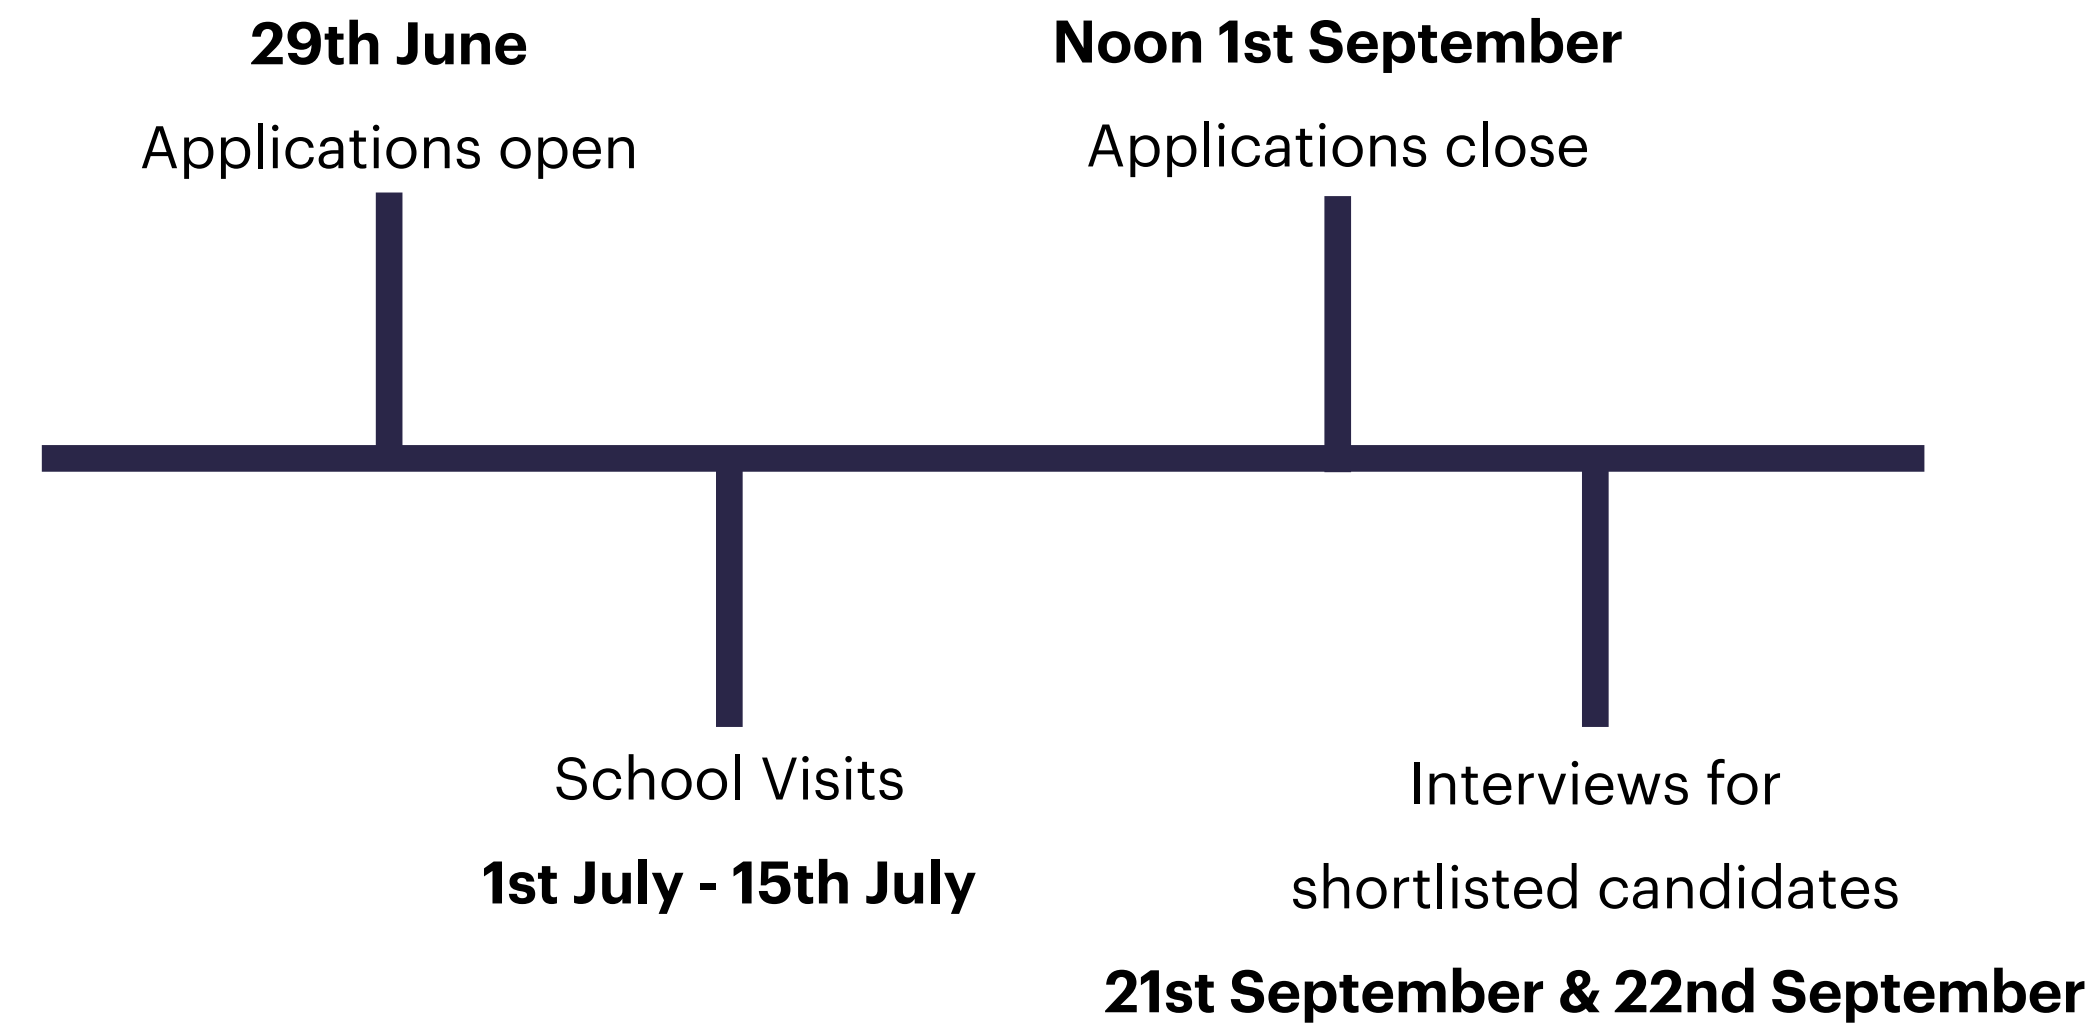 29th June
Applications open
Noon 1st September
Applications close
School Visits
1st July - 15th July
Interviews for
shortlisted candidates
21st September & 22nd September